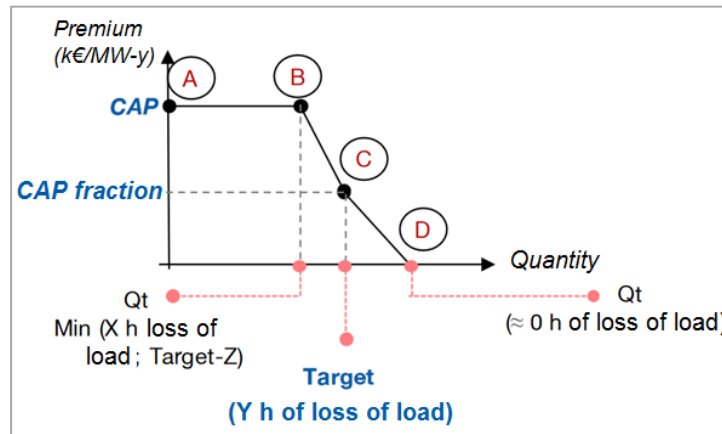 Premium
(k€/MW-y)
A
B
CAP
C
CAP fraction
D
Quantity
Qt
Min (X h loss of
load ; Target-Z)
Qt
(≈ 0 h of loss of load)
Target
(Y h of loss of load)